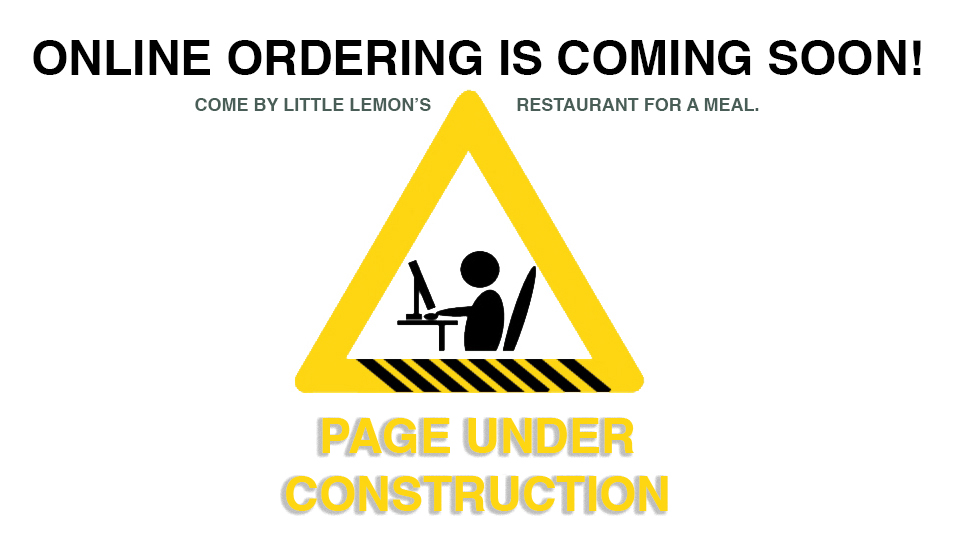 ONLINE ORDERING IS COMING SOON!
COME BY LITTLE LEMON’S RESTAURANT FOR A MEAL.
PAGE UNDER
CONSTRUCTION